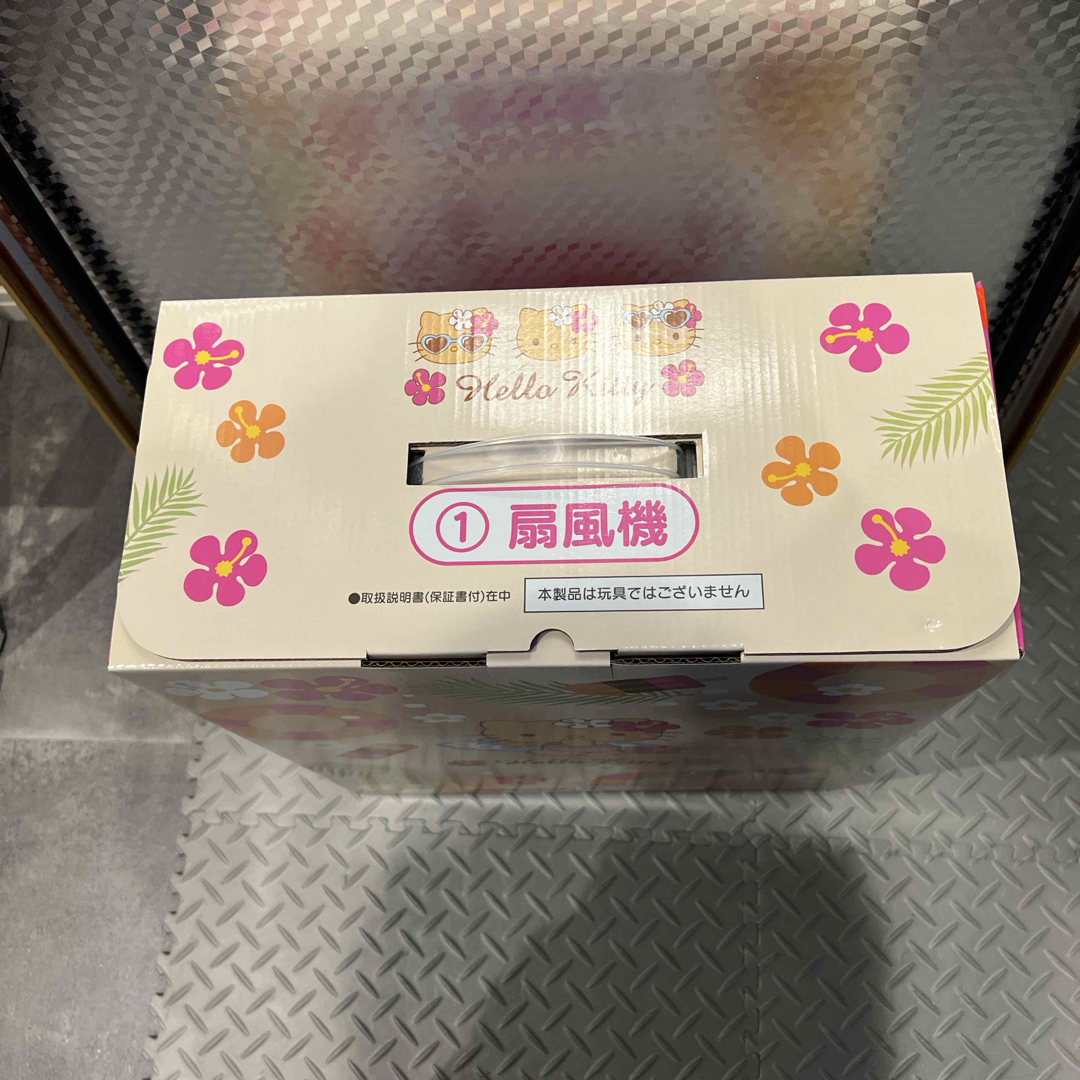 Hello Kitty
① 扇風機
●取扱説明書(保証書付)在中
本製品は玩具ではございません